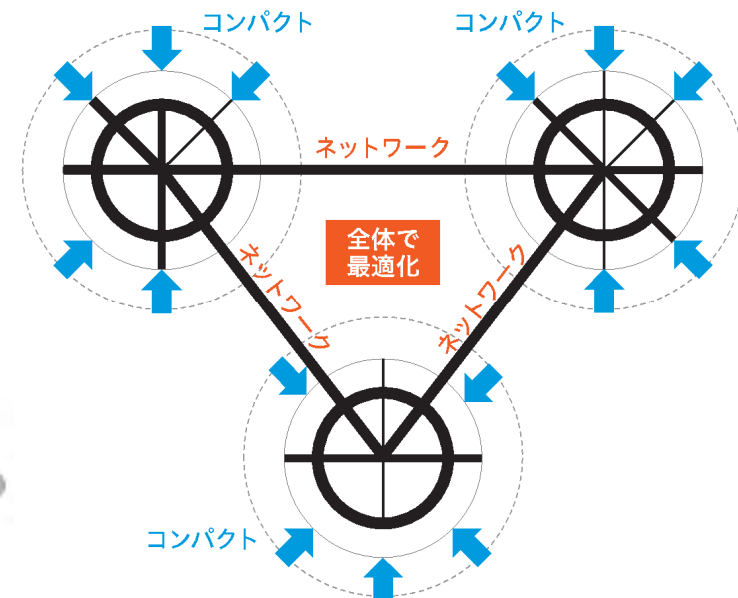 コンパクト
コンパクト
ネットワーク
全体で
最適化
ネットワーク
ネットワーク
コンパクト